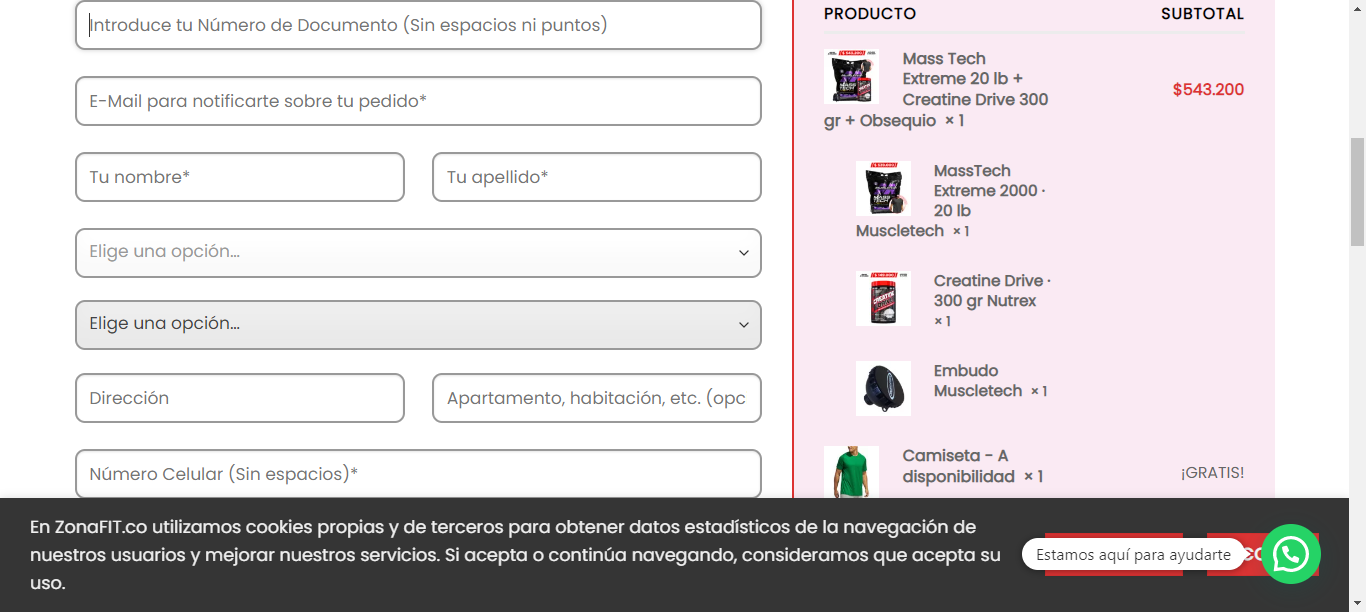 Introduce tu Número de Documento (Sin espacios ni puntos)
E-Mail para notificarte sobre tu pedido*
Tu nombre*
Tu apellido*
Elige una opción...
Elige una opción...
Dirección
Apartamento, habitación, etc. (opc
Número Celular (Sin espacios)*
PRODUCTO
SUBTOTAL
Mass Tech
Extreme 20 lb +
Creatine Drive 300
gr + Obsequio × 1
$543.200
MassTech
Extreme 2000 ·
20 lb
Muscletech × 1
Creatine Drive ·
300 gr Nutrex
× 1
Embudo
Muscletech × 1
Camiseta - A
disponibilidad × 1
¡GRATIS!
En ZonaFIT.co utilizamos cookies propias y de terceros para obtener datos estadísticos de la navegación de
nuestros usuarios y mejorar nuestros servicios. Si acepta o continúa navegando, consideramos que acepta su
uso.
Estamos aquí para ayudarte